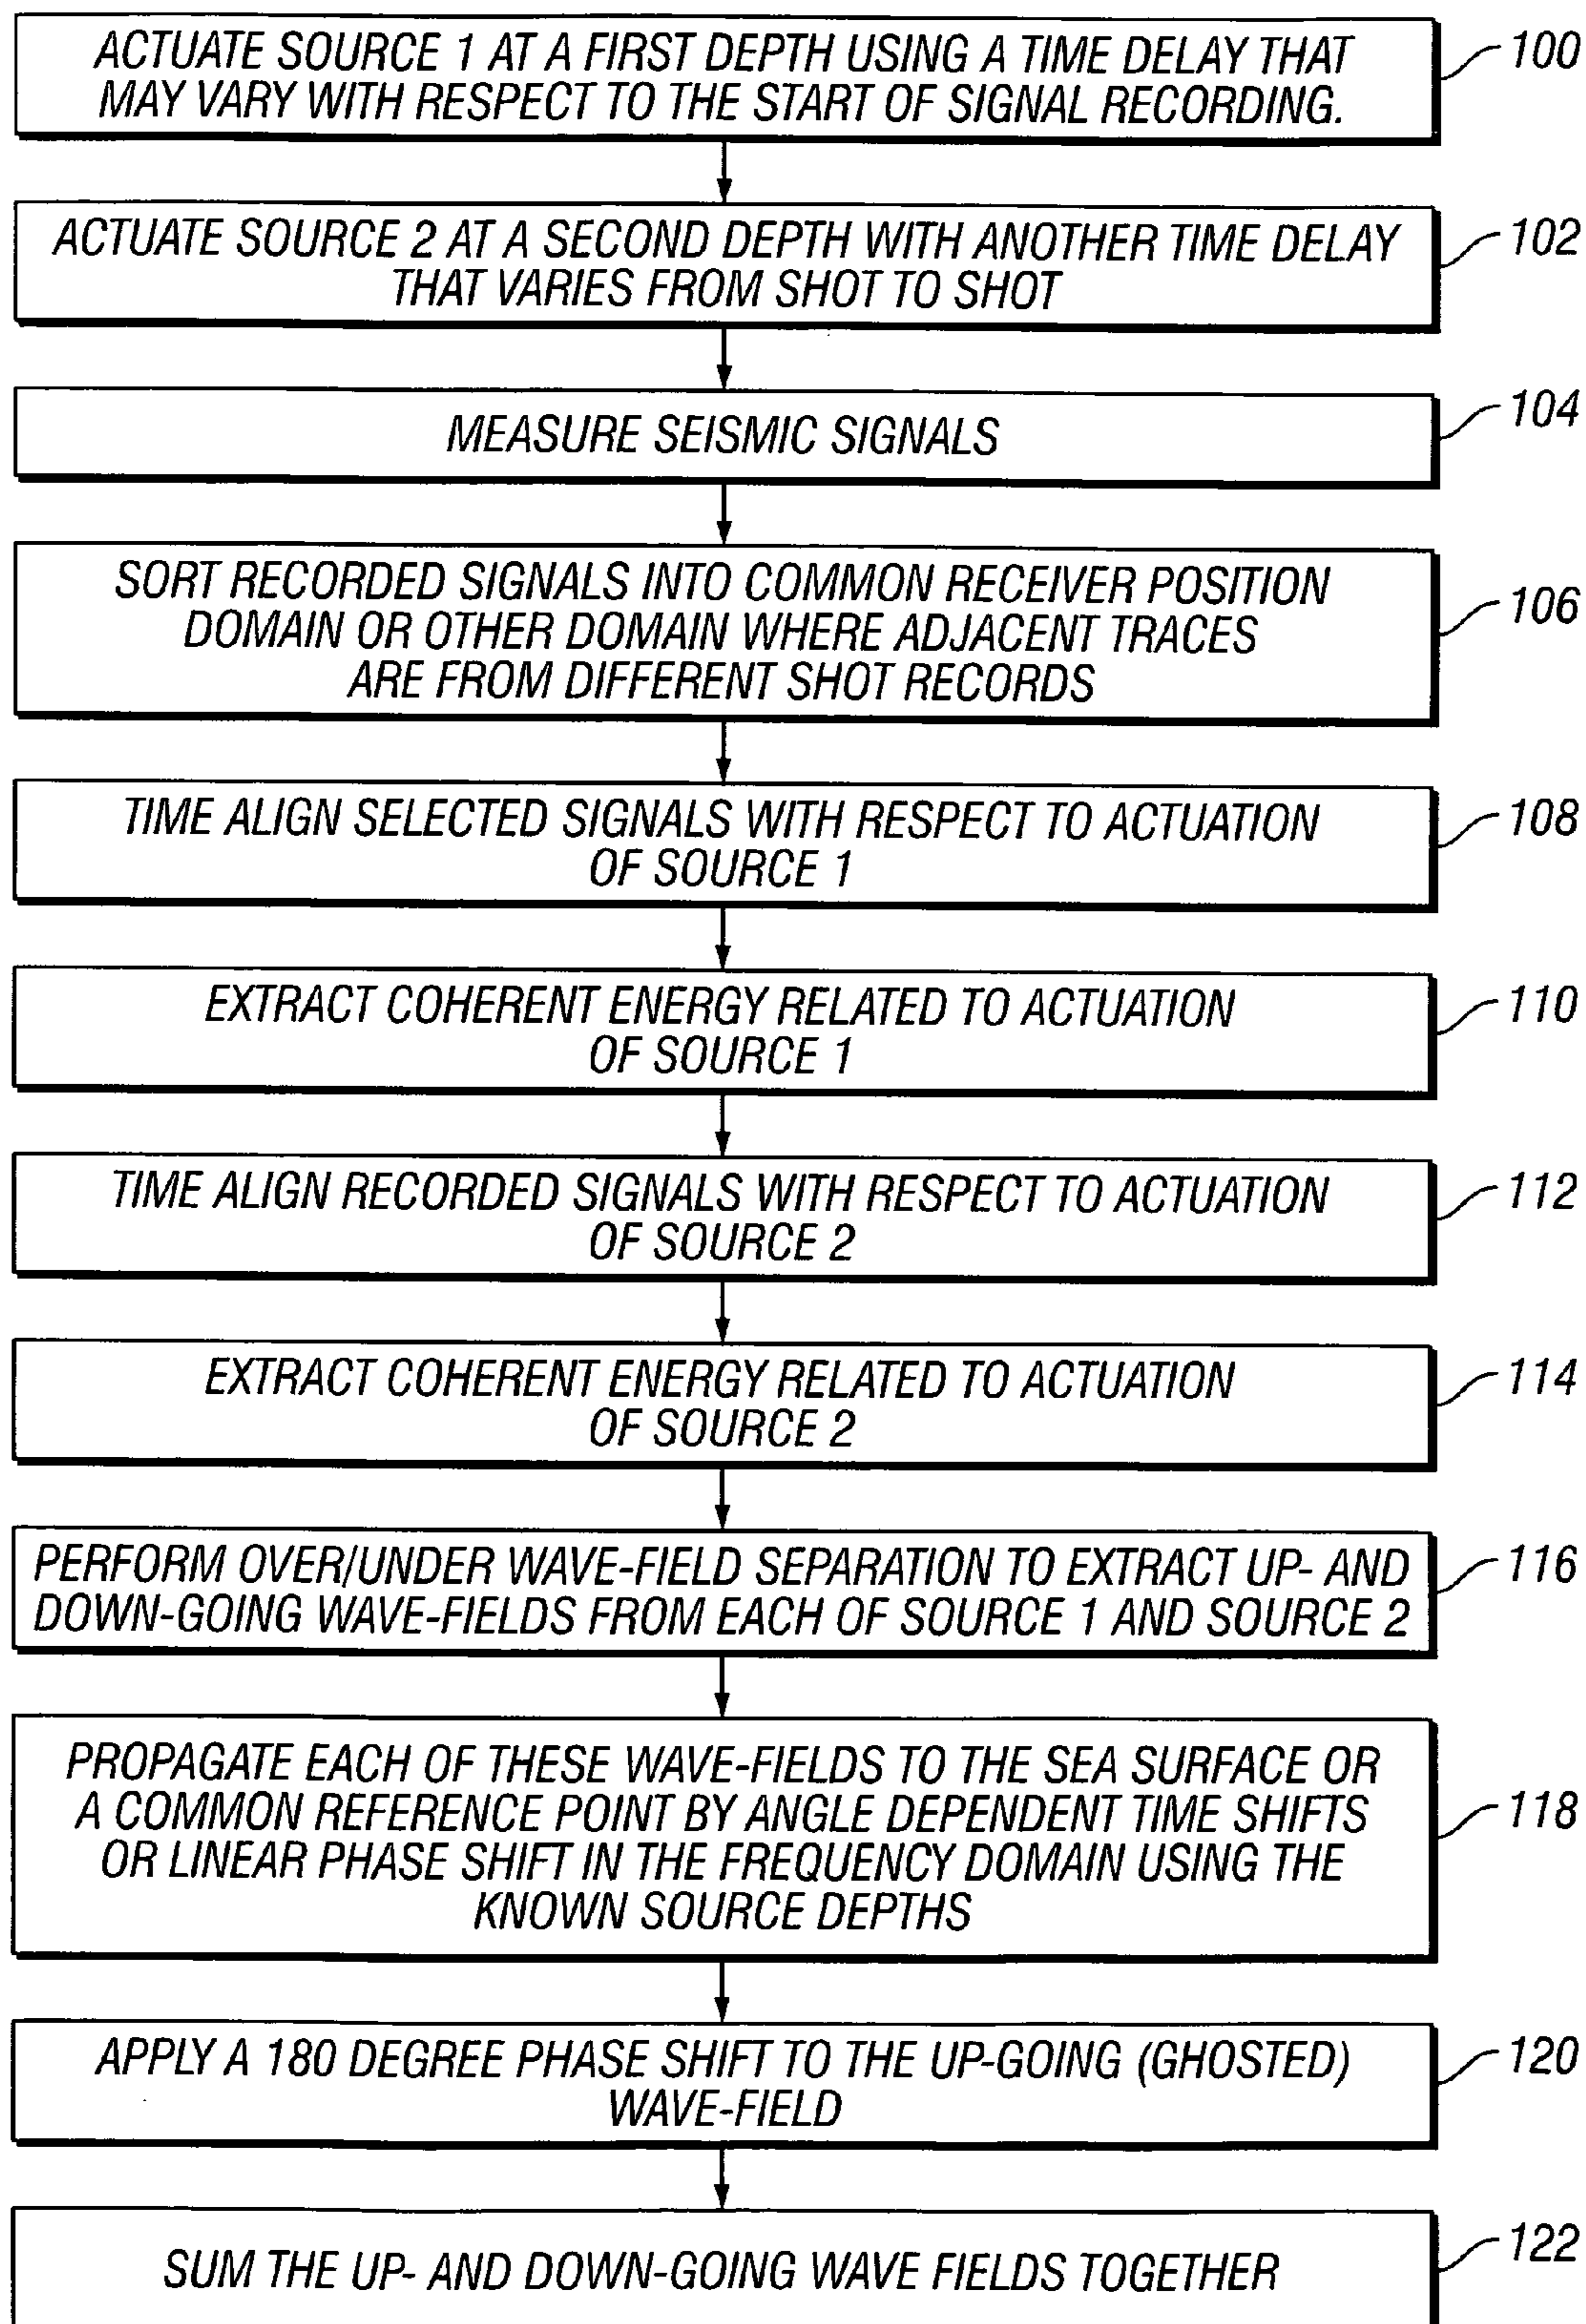 ACTUATE SOURCE 1 AT A FIRST DEPTH USING A TIME DELAY THAT
MAY VARY WITH RESPECT TO THE START OF SIGNAL RECORDING.
100
ACTUATE SOURCE 2 AT A SECOND DEPTH WITH ANOTHER TIME DELAY
THAT VARIES FROM SHOT TO SHOT
102
MEASURE SEISMIC SIGNALS
104
SORT RECORDED SIGNALS INTO COMMON RECEIVER POSITION
DOMAIN OR OTHER DOMAIN WHERE ADJACENT TRACES
ARE FROM DIFFERENT SHOT RECORDS
106
TIME ALIGN SELECTED SIGNALS WITH RESPECT TO ACTUATION
OF SOURCE 1
108
EXTRACT COHERENT ENERGY RELATED TO ACTUATION
OF SOURCE 1
110
TIME ALIGN RECORDED SIGNALS WITH RESPECT TO ACTUATION
OF SOURCE 2
112
EXTRACT COHERENT ENERGY RELATED TO ACTUATION
OF SOURCE 2
114
PERFORM OVER/UNDER WAVE-FIELD SEPARATION TO EXTRACT UP- AND
DOWN-GOING WAVE-FIELDS FROM EACH OF SOURCE 1 AND SOURCE 2
116
PROPAGATE EACH OF THESE WAVE-FIELDS TO THE SEA SURFACE OR
A COMMON REFERENCE POINT BY ANGLE DEPENDENT TIME SHIFTS
OR LINEAR PHASE SHIFT IN THE FREQUENCY DOMAIN USING THE
KNOWN SOURCE DEPTHS
118
APPLY A 180 DEGREE PHASE SHIFT TO THE UP-GOING (GHOSTED)
WAVE-FIELD
120
SUM THE UP- AND DOWN-GOING WAVE FIELDS TOGETHER
122